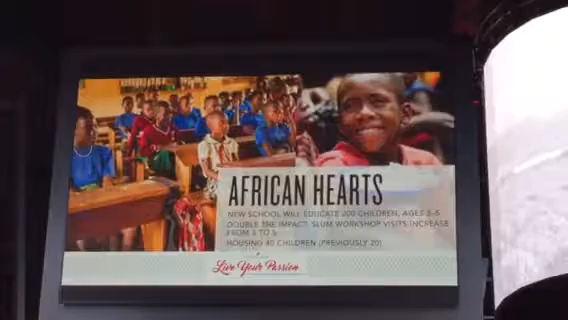 AFRICAN HEARTS
NEW SCHOOL WILL EDUCATE 200 CHILDREN, AGES 3-5
DOUBLE THE IMPACT: SLUM WORKSHOP VISITS INCREASE
FROM 3 TO 5
HOUSING 40 CHILDREN (PREVIOUSLY 20)
Live Your Passion